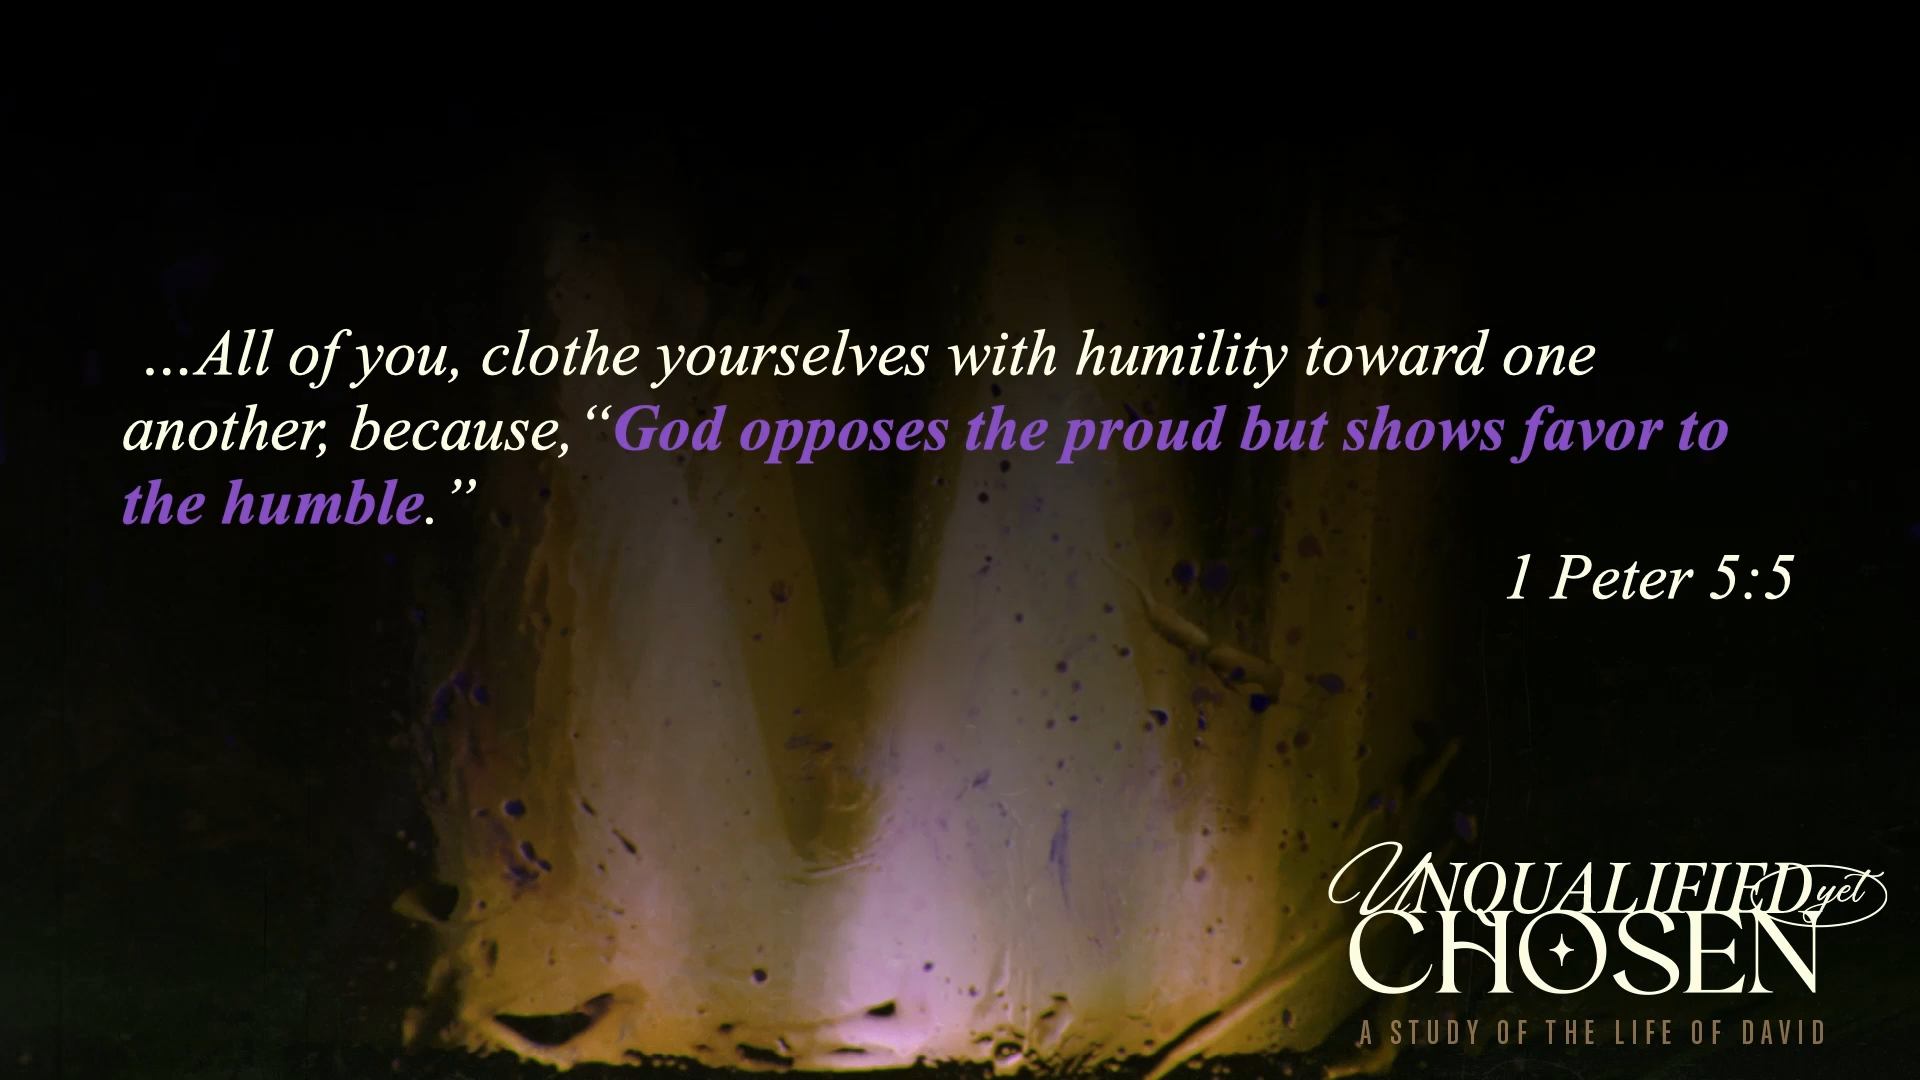 …All of you, clothe yourselves with humility toward one
another, because,“God opposes the proud but shows favor to
the humble.”
1 Peter 5:5
UNQUALIFIED yet
CHOSEN
A STUDY OF THE LIFE OF DAVID